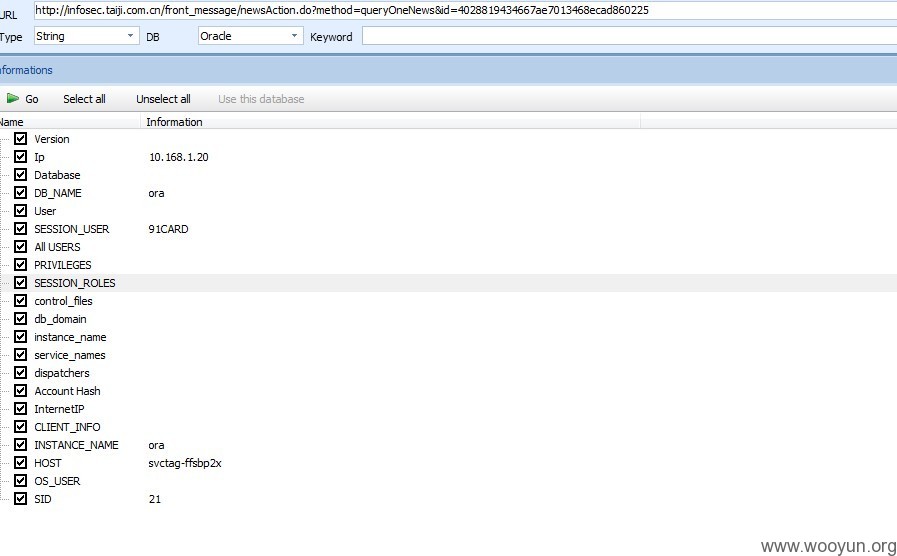 URL http://infosec.taiji.com.cn/front_message/newsAction.do?method=queryOneNews&id=4028819434667ae7013468ecad860225
Type String DB Oracle Keyword
nformations
Go Select all Unselect all Use this database
Name Information
Version
Ip 10.168.1.20
Database
DB_NAME ora
User
SESSION_USER 91CARD
All USERS
PRIVILEGES
SESSION_ROLES
control_files
db_domain
instance_name
service_names
dispatchers
Account Hash
InternetIP
CLIENT_INFO
INSTANCE_NAME ora
HOST svctag-ffsbp2x
OS_USER
SID 21
www.wooyun.org